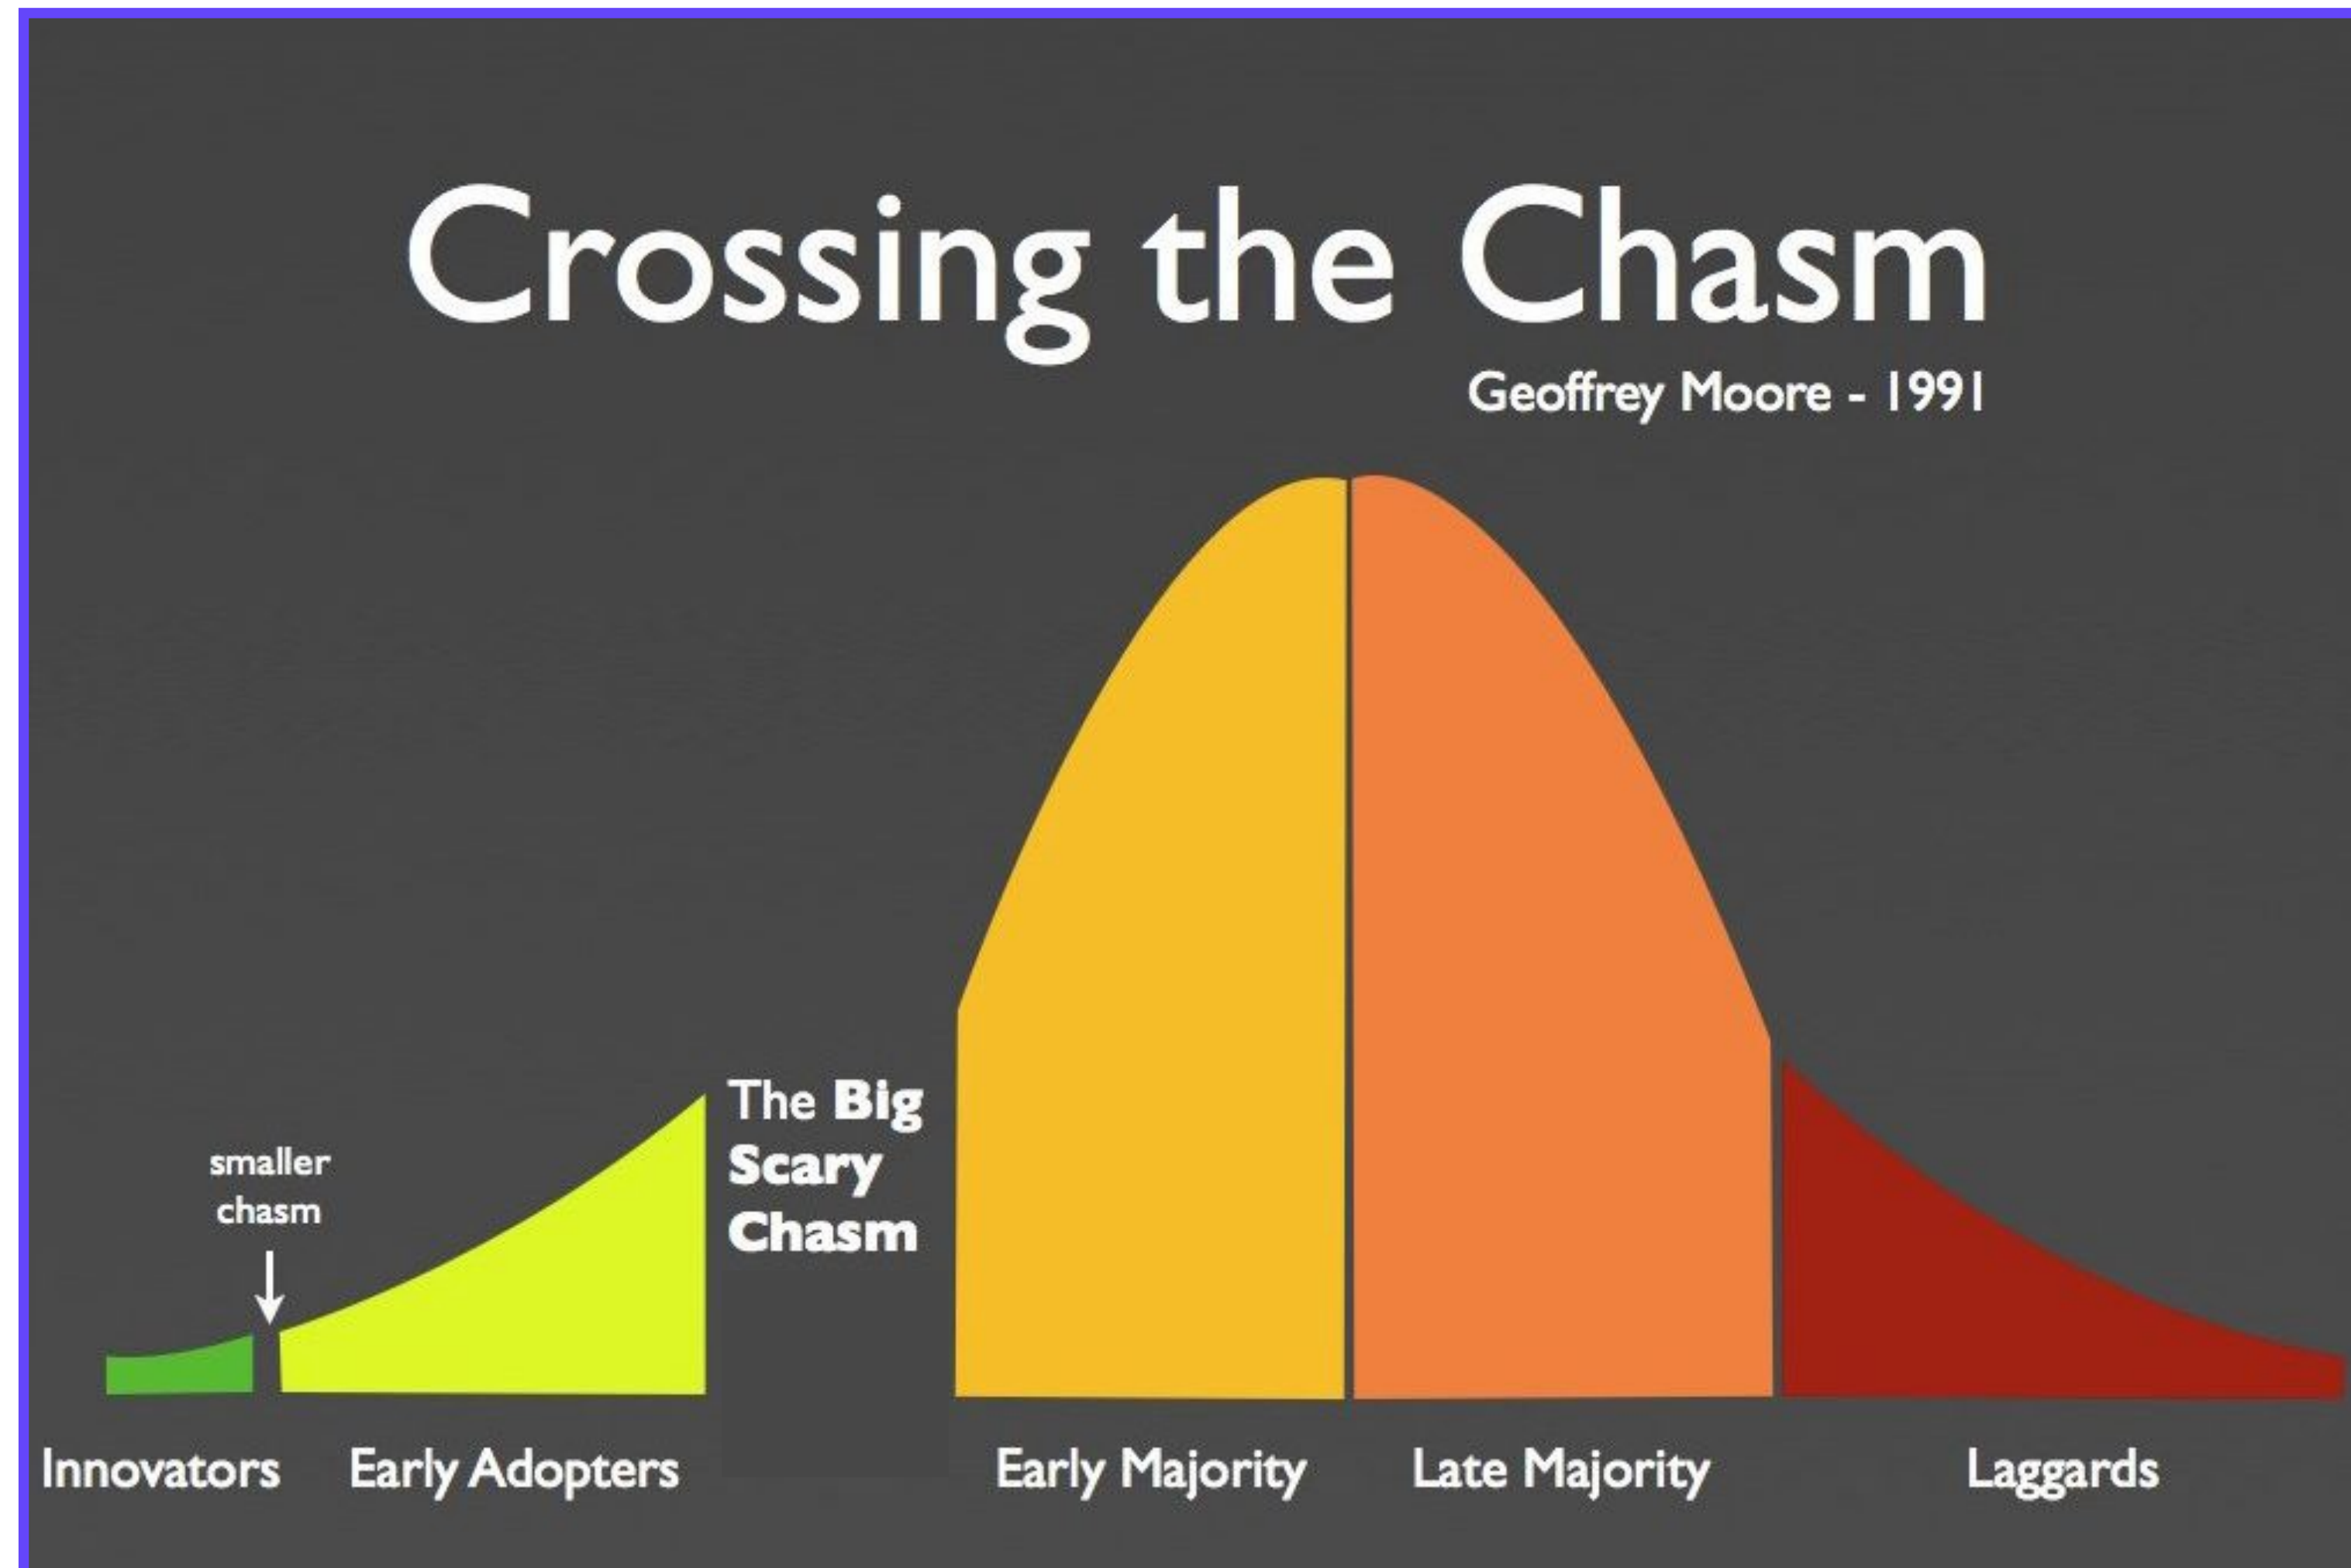 Crossing the Chasm
Geoffrey Moore - 1991
The Big
Scary
Chasm
smaller
chasm
Innovators
Early Adopters
Early Majority
Late Majority
Laggards